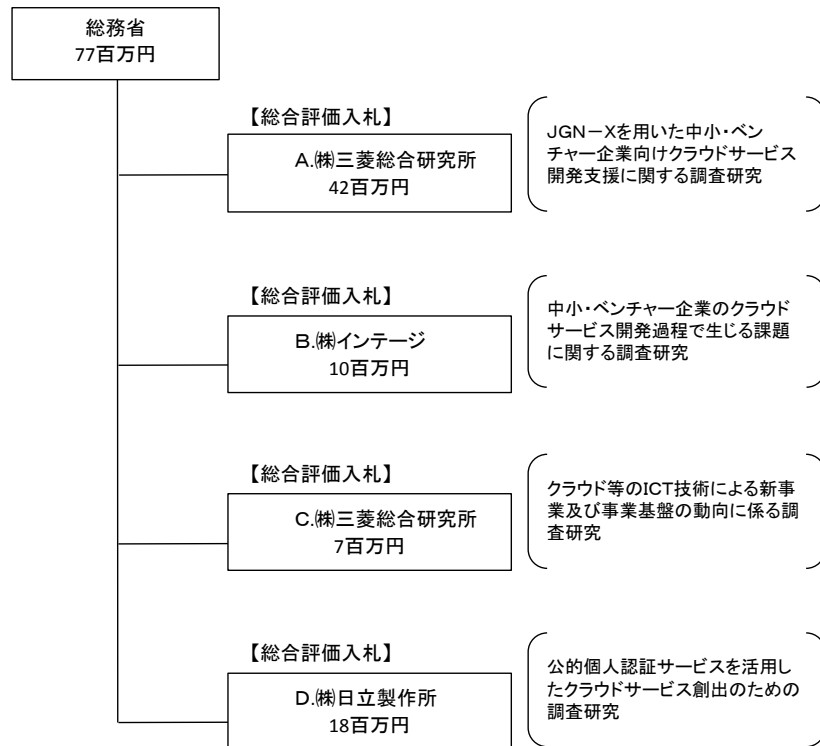 総務省
77百万円
【総合評価入札】
A.㈱三菱総合研究所
42百万円
JGN－Xを用いた中小・ベン
チャー企業向けクラウドサービス
開発支援に関する調査研究
【総合評価入札】
B.㈱インテージ
10百万円
中小・ベンチャー企業のクラウド
サービス開発過程で生じる課題
に関する調査研究
【総合評価入札】
C.㈱三菱総合研究所
7百万円
クラウド等のICT技術による新事
業及び事業基盤の動向に係る調
査研究
【総合評価入札】
D.㈱日立製作所
18百万円
公的個人認証サービスを活用し
たクラウドサービス創出のための
調査研究